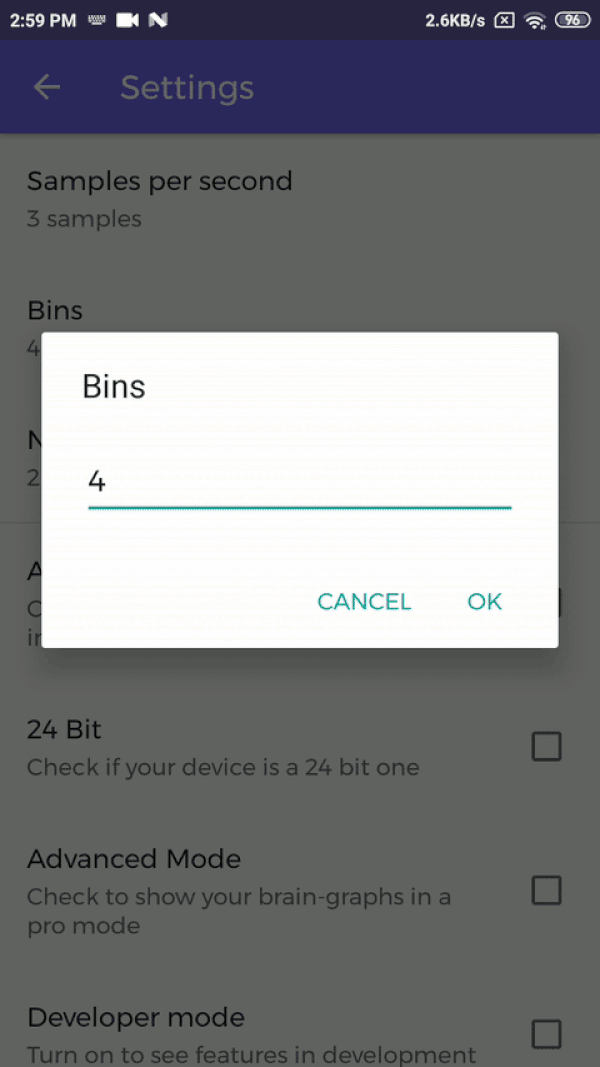 2:59 PM 2.6KB/s 96
Settings
Samples per second
3 samples
Bins
4
Bins
4
CANCEL OK
N
2
A
C
in
24 Bit
Check if your device is a 24 bit one
Advanced Mode
Check to show your brain-graphs in a
pro mode
Developer mode
Turn on to see features in development